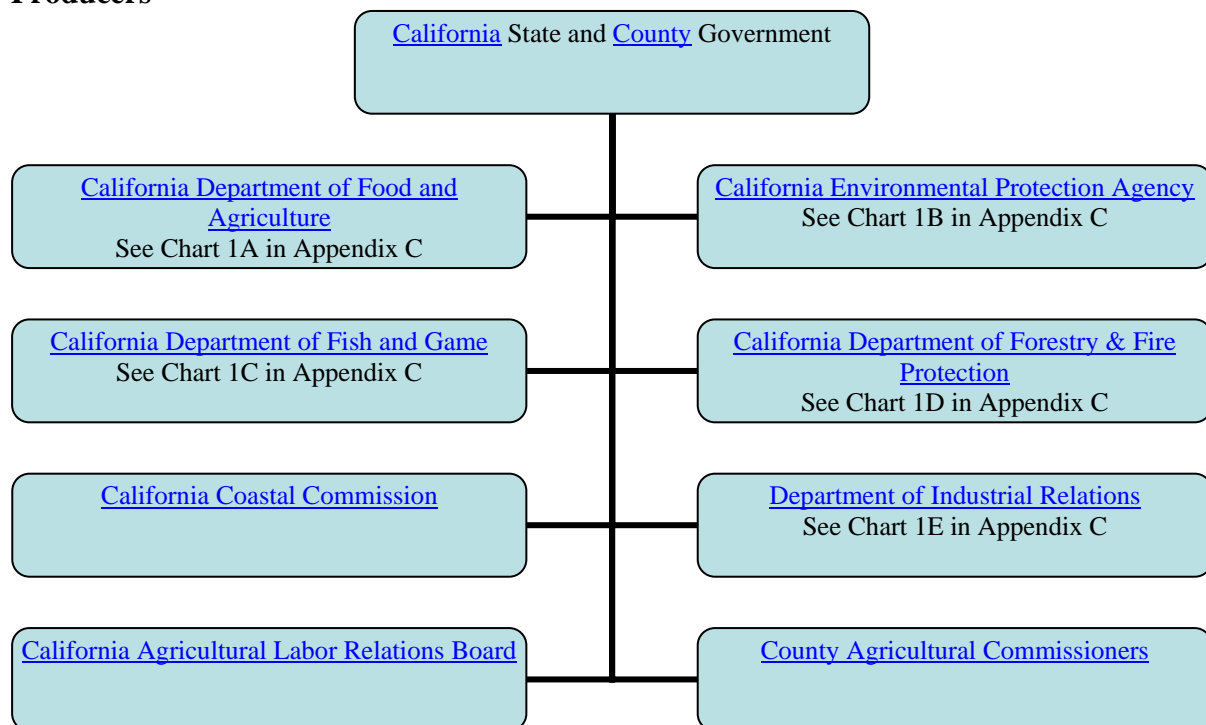 Producers
California State and County Government
California Department of Food and
Agriculture
See Chart 1A in Appendix C
California Environmental Protection Agency
See Chart 1B in Appendix C
California Department of Fish and Game
See Chart 1C in Appendix C
California Department of Forestry & Fire
Protection
See Chart 1D in Appendix C
California Coastal Commission
Department of Industrial Relations
See Chart 1E in Appendix C
California Agricultural Labor Relations Board
County Agricultural Commissioners